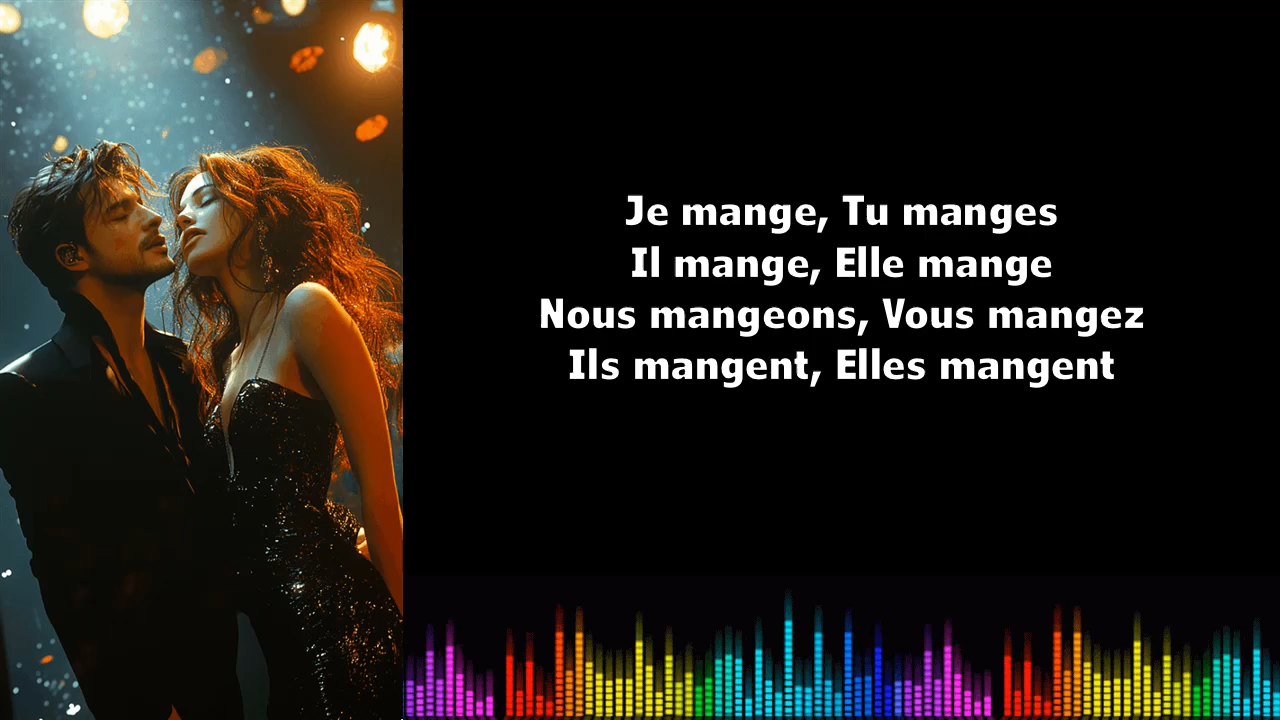 Je mange, Tu manges
Il mange, Elle mange
Nous mangeons, Vous mangez
Ils mangent, Elles mangent